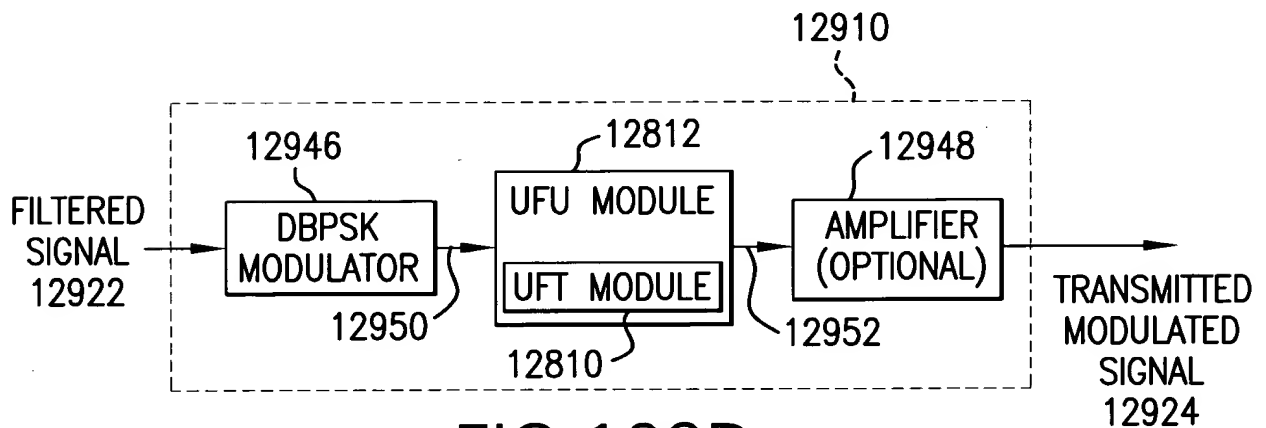 12910
12946
12812
12948
FILTERED
SIGNAL
12922
DBPSK
MODULATOR
UFU MODULE
UFT MODULE
AMPLIFIER
(OPTIONAL)
12950
12810
12952
TRANSMITTED
MODULATED
SIGNAL
12924